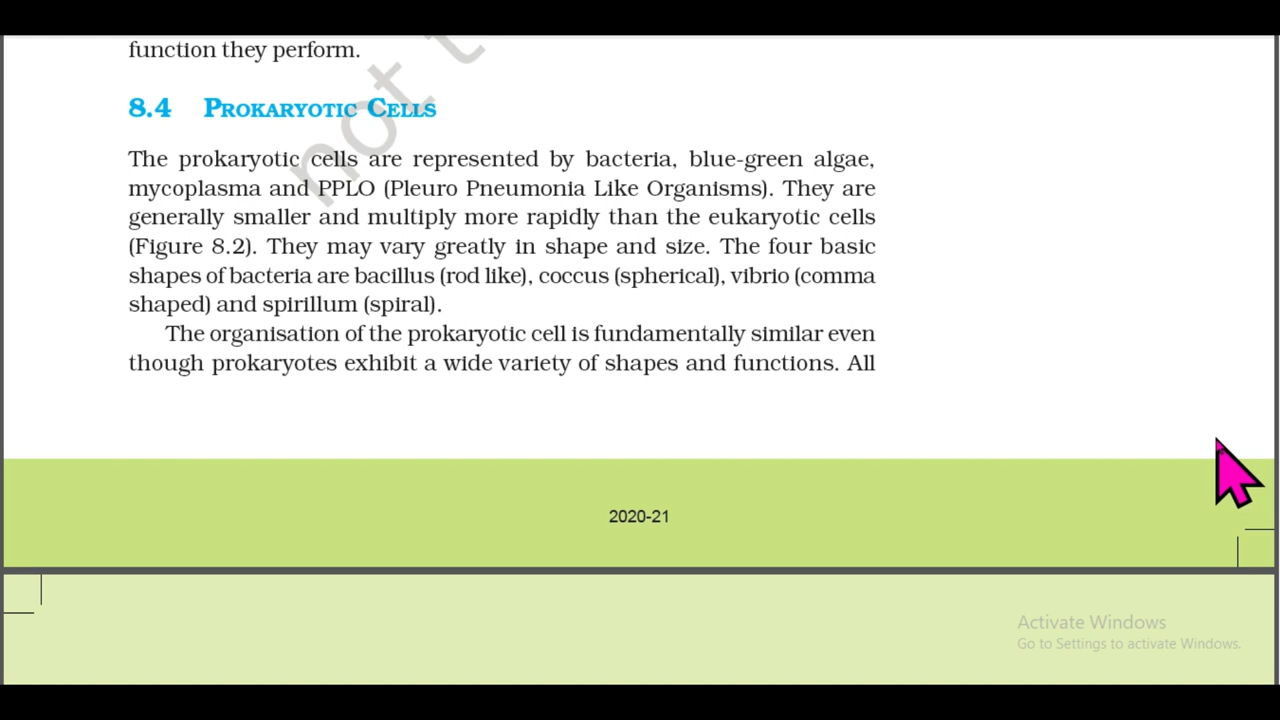 function they perform.
8.4 PROKARYOTIC CELLS
The prokaryotic cells are represented by bacteria, blue-green algae,
mycoplasma and PPLO (Pleuro Pneumonia Like Organisms). They are
generally smaller and multiply more rapidly than the eukaryotic cells
(Figure 8.2). They may vary greatly in shape and size. The four basic
shapes of bacteria are bacillus (rod like), coccus (spherical), vibrio (comma
shaped) and spirillum (spiral).
The organisation of the prokaryotic cell is fundamentally similar even
though prokaryotes exhibit a wide variety of shapes and functions. All
not t
2020-21
Activate Windows
Go to Settings to activate Windows.